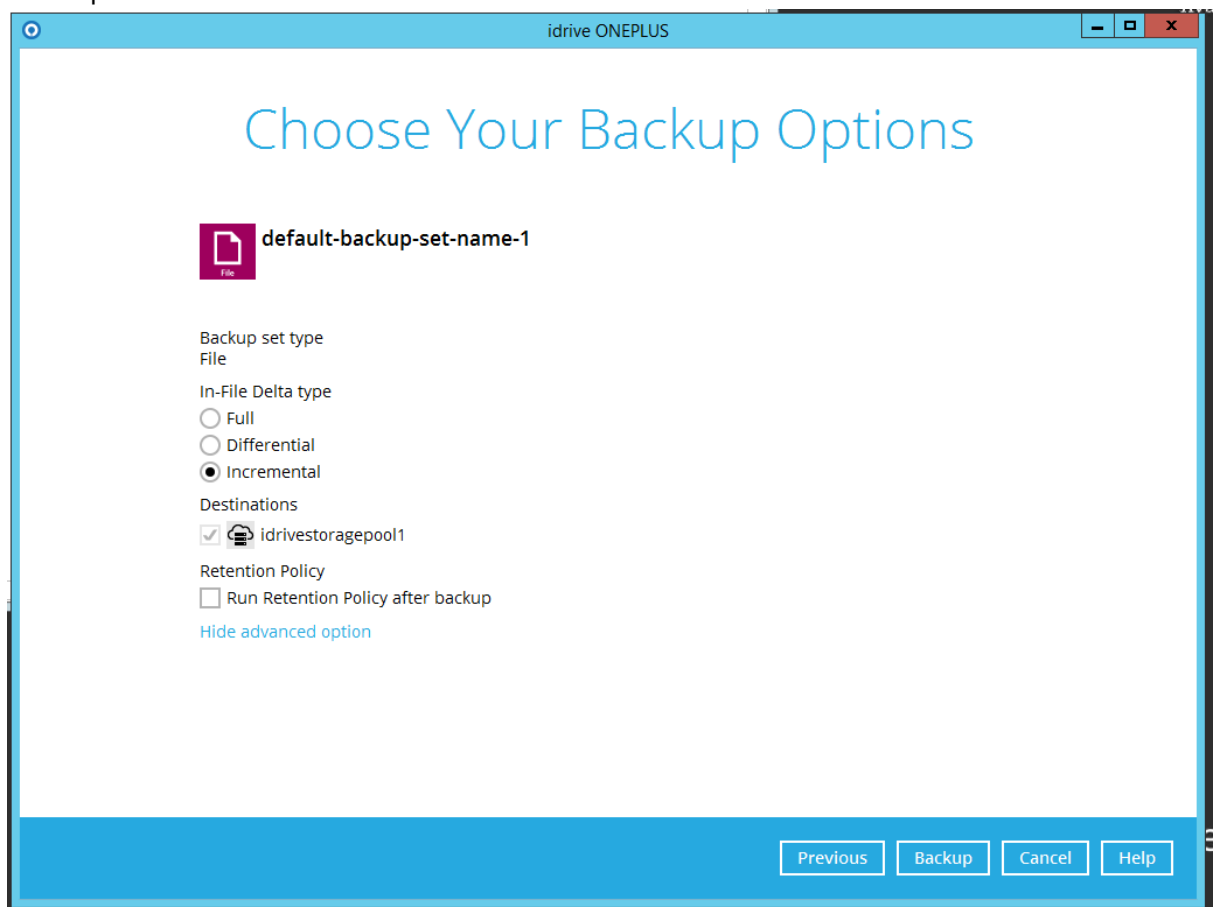 idrive ONEPLUS
Choose Your Backup Options
default-backup-set-name-1
File
Backup set type
File
In-File Delta type
Full
Differential
Incremental
Destinations
idrivestoragepool1
Retention Policy
Run Retention Policy after backup
Hide advanced option
Previous Backup Cancel Help